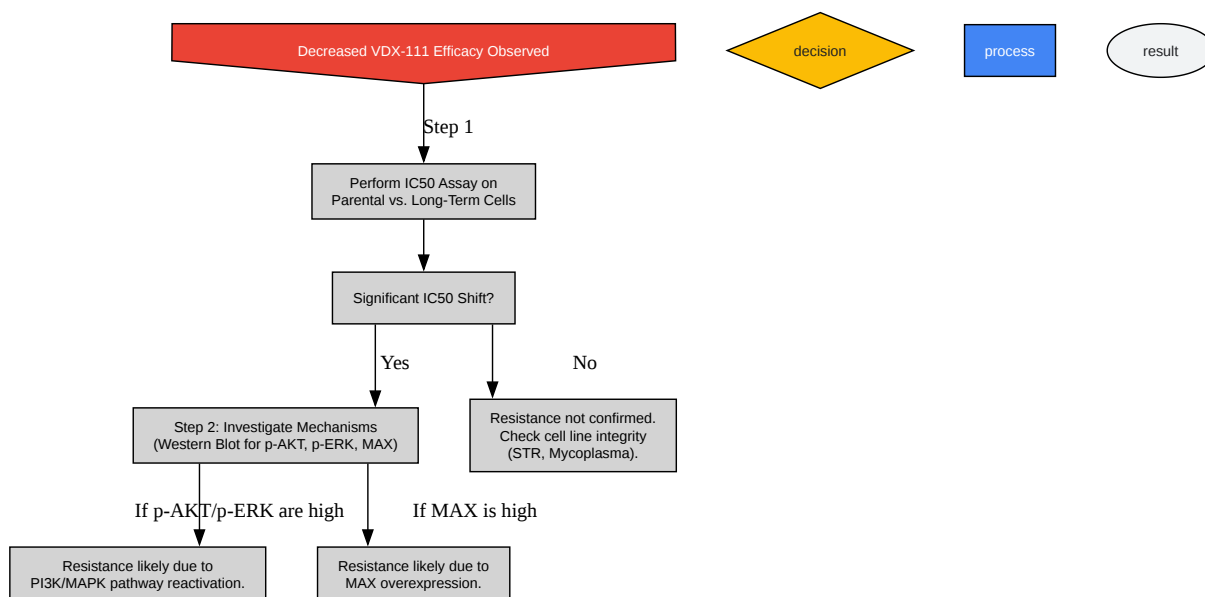 Decreased VDX-111 Efficacy Observed
decision
process
result
Step 1
Perform IC50 Assay on
Parental vs. Long-Term Cells
Significant IC50 Shift?
Yes
No
Step 2: Investigate Mechanisms
(Western Blot for p-AKT, p-ERK, MAX)
Resistance not confirmed.
Check cell line integrity
(STR, Mycoplasma).
If p-AKT/p-ERK are high
If MAX is high
Resistance likely due to
PI3K/MAPK pathway reactivation.
Resistance likely due to
MAX overexpression.